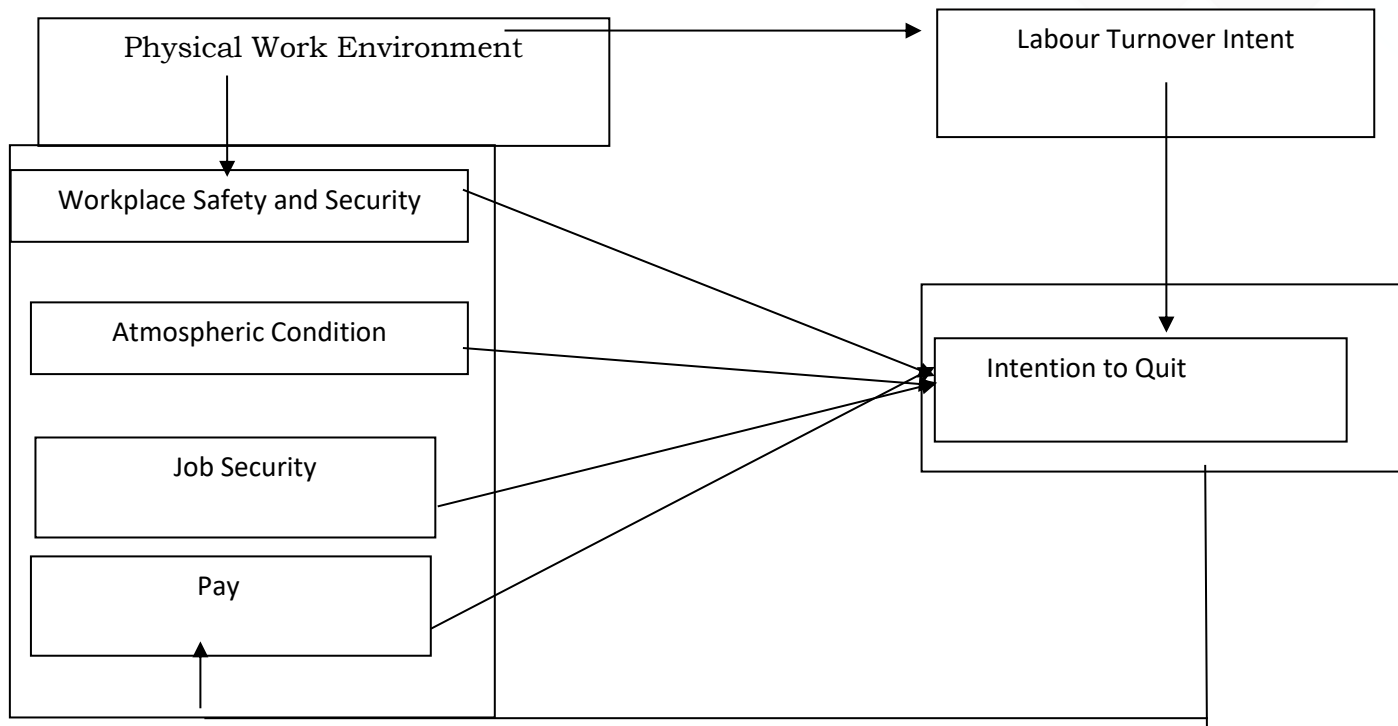 Physical Work Environment
Labour Turnover Intent
Workplace Safety and Security
Atmospheric Condition
Intention to Quit
Job Security
Pay